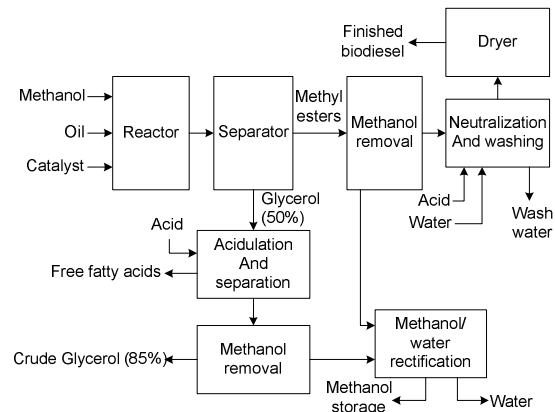 Finished
biodiesel
Dryer
Methanol
Oil
Catalyst
Reactor
Separator
Methyl
esters
Methanol
removal
Neutralization
And washing
Acid
Water
Wash
water
Glycerol
(50%)
Acid
Acidulation
And
separation
Free fatty acids
Methanol
removal
Crude Glycerol (85%)
Methanol/
water
rectification
Methanol
storage
Water